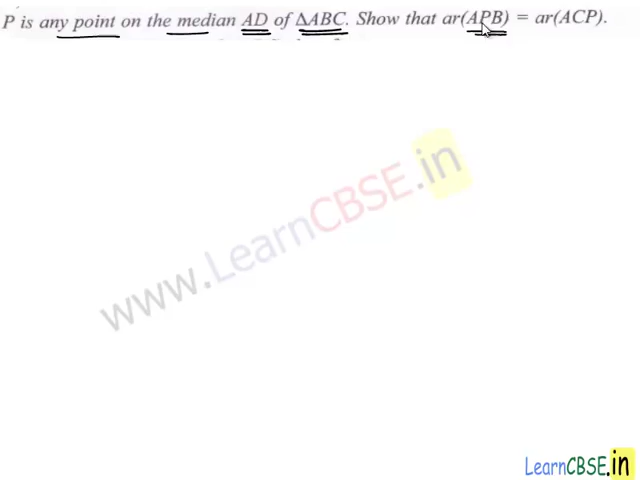 P is any point on the median AD of ΔABC. Show that ar(APB) = ar(ACP).
www.LearnCBSE.in
LearnCBSE.in